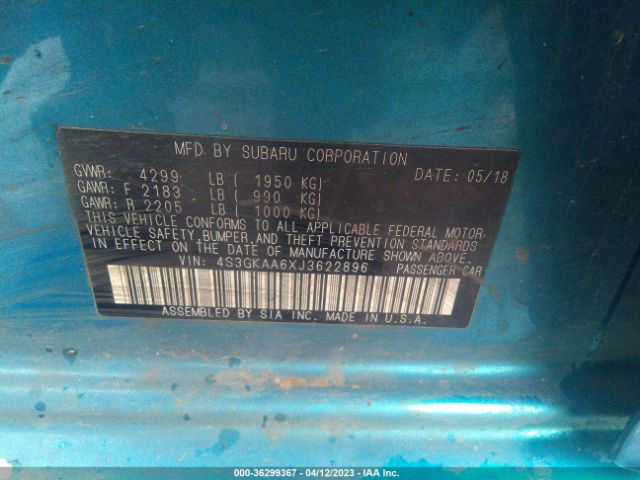 MFD BY SUBARU CORPORATION
GVWR: 4299 LB ( 1950 KG) DATE: 05/18
GAWR: F 2183 LB ( 990 KG)
GAWR: R 2205 LB ( 1000 KG)
THIS VEHICLE CONFORMS TO ALL APPLICABLE FEDERAL MOTOR-
VEHICLE SAFETY,BUMPER,AND THEFT PREVENTION STANDARDS
IN EFFECT ON THE DATE OF MANUFACTURE SHOWN ABOVE.
VIN: 4S3GKAA6XJ3622896 PASSENGER CAR
ASSEMBLED BY SIA INC. MADE IN U.S.A.
000-36299367 - 04/12/2023 - IAA Inc.